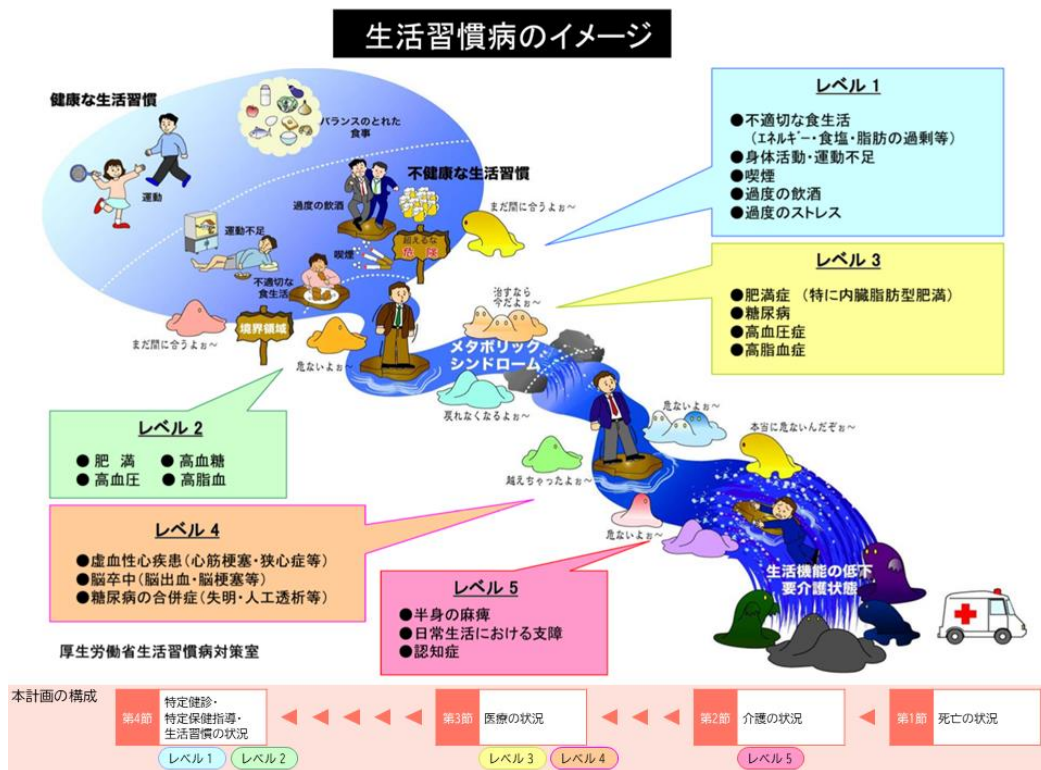 生活習慣病のイメージ
健康な生活習慣
バランスのとれた
食事
運動
不健康な生活習慣
過度の飲酒
運動不足
喫煙
超えるな
危険
不適切な
食生活
まだ間に合うよぉ～
境界領域
まだ間に合うよぉ～
危ないよぉ～
治すなら
今だよぉ～
メタボリック
シンドローム
戻れなくなるよぉ～
危ないよぉ～
本当に危ないんだぞぉ～
越えちゃったよぉ～
危ないよぉ～
生活機能の低下
要介護状態
レベル 1
●不適切な食生活
（エネルギー・食塩・脂肪の過剰等）
●身体活動・運動不足
●喫煙
●過度の飲酒
●過度のストレス
レベル 3
●肥満症 （特に内臓脂肪型肥満）
●糖尿病
●高血圧症
●高脂血症
レベル 2
● 肥 満 ● 高血糖
● 高血圧 ● 高脂血
レベル 4
●虚血性心疾患(心筋梗塞・狭心症等)
●脳卒中(脳出血・脳梗塞等)
●糖尿病の合併症(失明・人工透析等)
レベル 5
●半身の麻痺
●日常生活における支障
●認知症
厚生労働省生活習慣病対策室
本計画の構成
第4節
特定健診・
特定保健指導・
生活習慣の状況
第3節 医療の状況
第2節 介護の状況
第1節 死亡の状況
レベル 1 レベル 2 レベル 3 レベル 4 レベル 5